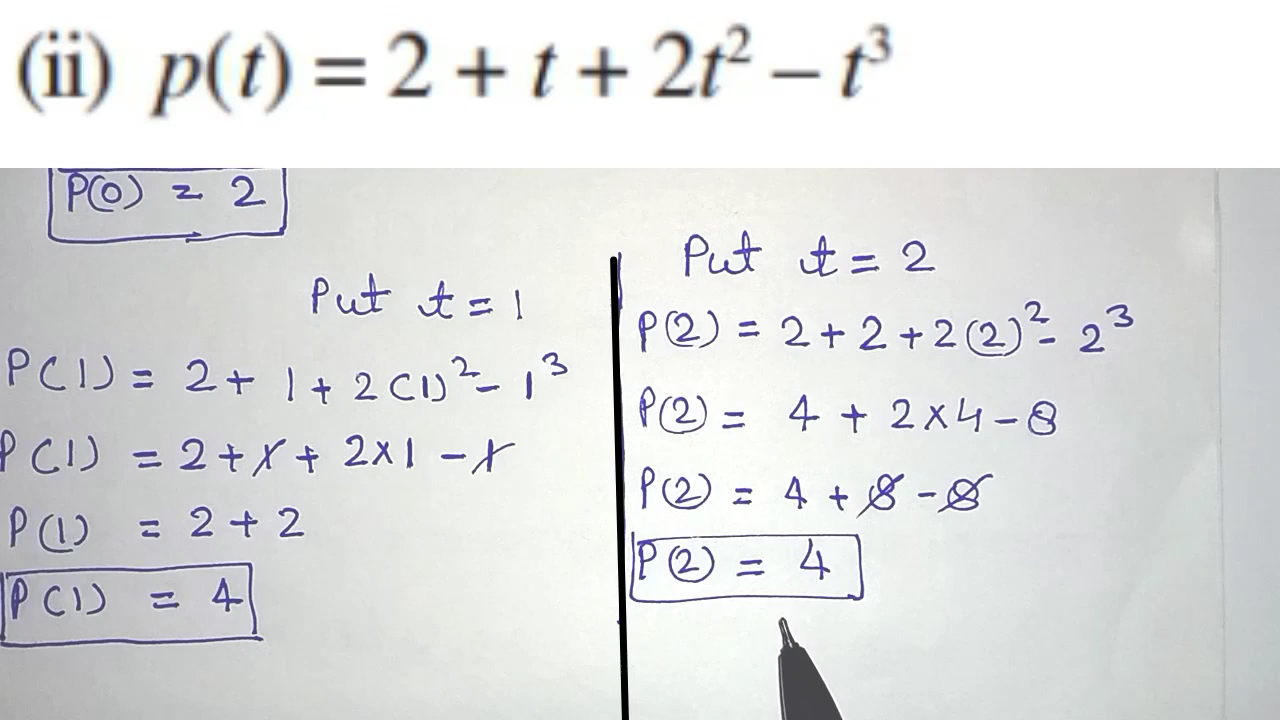 (ii) p(t) = 2 + t + 2t² – t³
P(0) = 2
Put t = 1
P(1) = 2 + 1 + 2(1)² - 1³
P(1) = 2 + 1 + 2×1 - 1
P(1) = 2 + 2
P(1) = 4
Put t = 2
P(2) = 2 + 2 + 2(2)² - 2³
P(2) = 4 + 2×4 - 8
P(2) = 4 + 8 - 8
P(2) = 4